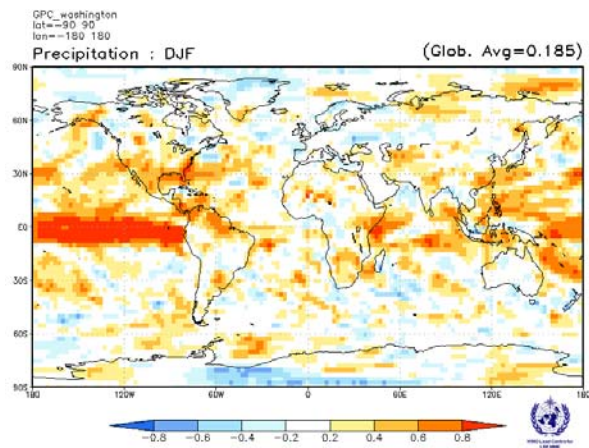 GPC_washington
lat=-90 90
lon=-180 180
Precipitation : DJF (Glob. Avg=0.185)
90N
60N
30N
EQ
30S
60S
90S
180 120W 60W 0 60E 120E 180
-0.8 -0.6 -0.4 -0.2 0.2 0.4 0.6 0.8